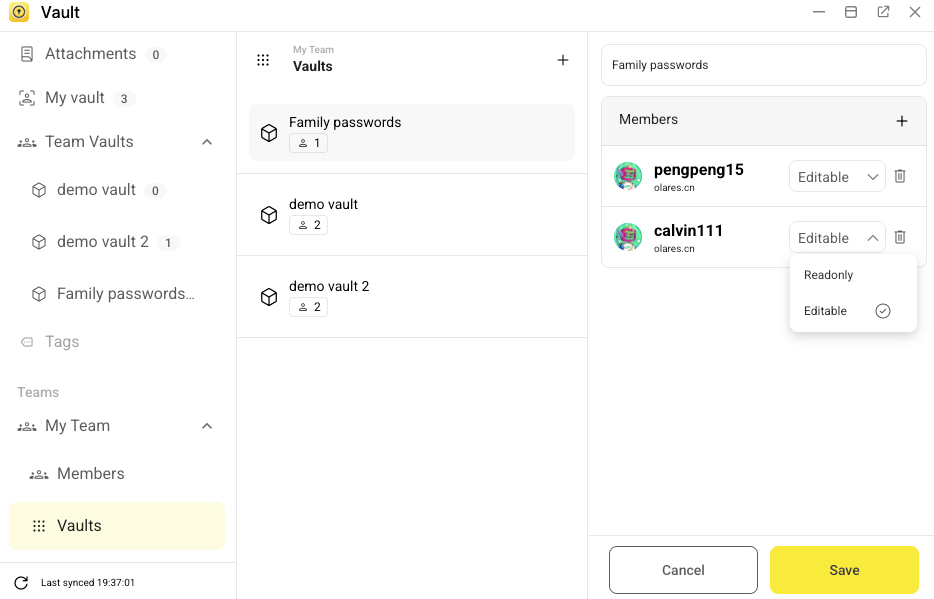 Vault
Attachments 0
My vault 3
Team Vaults
demo vault 0
demo vault 2 1
Family passwords...
Tags
Teams
My Team
Members
Vaults
Last synced 19:37:01
My Team
Vaults
Family passwords
1
demo vault
2
demo vault 2
2
Family passwords
Members
pengpeng15
olares.cn
Editable
calvin111
olares.cn
Editable
Readonly
Editable
Cancel
Save